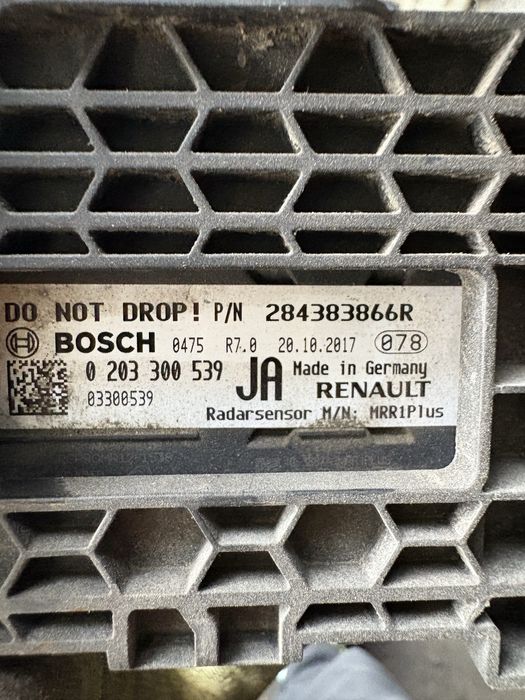 DO NOT DROP! P/N 284383866R
BOSCH 0475 R7.0 20.10.2017 078
0 203 300 539 JA Made in Germany
03300539 RENAULT
Radarsensor M/N: MRR1Plus